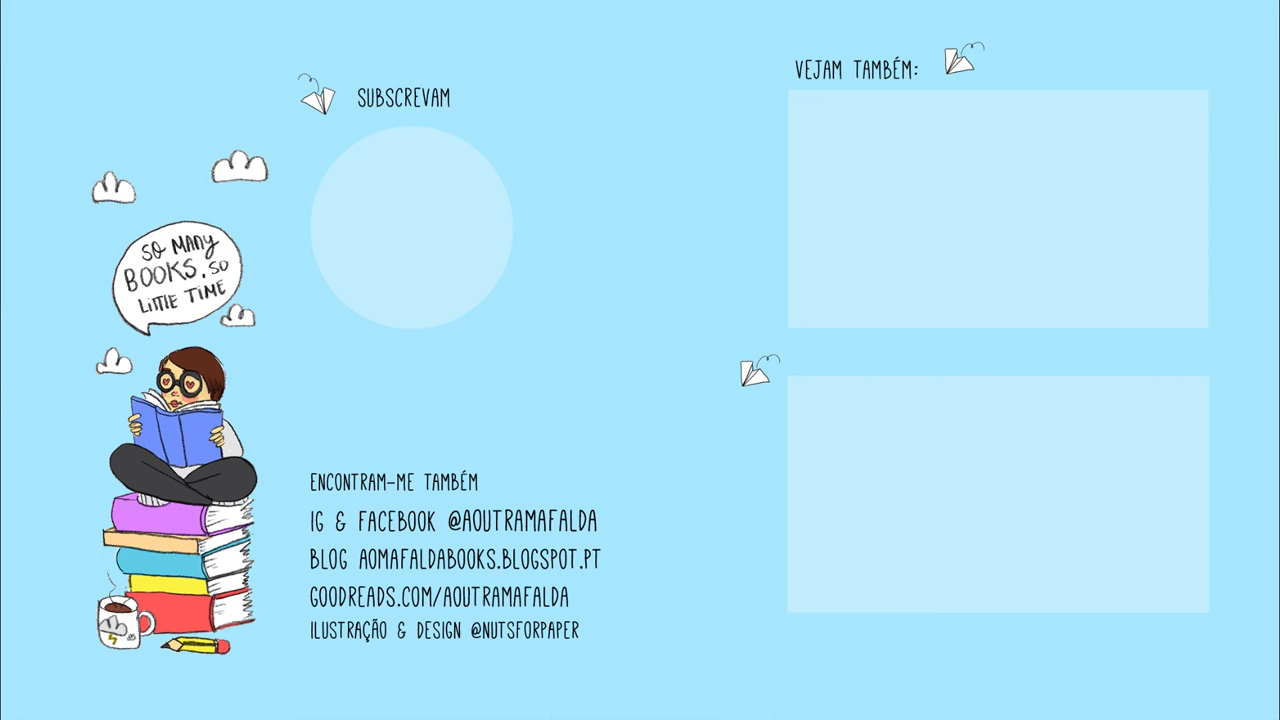 VEJAM TAMBÉM:
SUBSCREVAM
SO MANY
BOOKS, SO
LITTLE TIME
ENCONTRAM-ME TAMBÉM
IG & FACEBOOK @AOUTRAMAFALDA
BLOG AOMAFALDABOOKS.BLOGSPOT.PT
GOODREADS.COM/AOUTRAMAFALDA
ILUSTRAÇÃO & DESIGN @NUTSFORPAPER